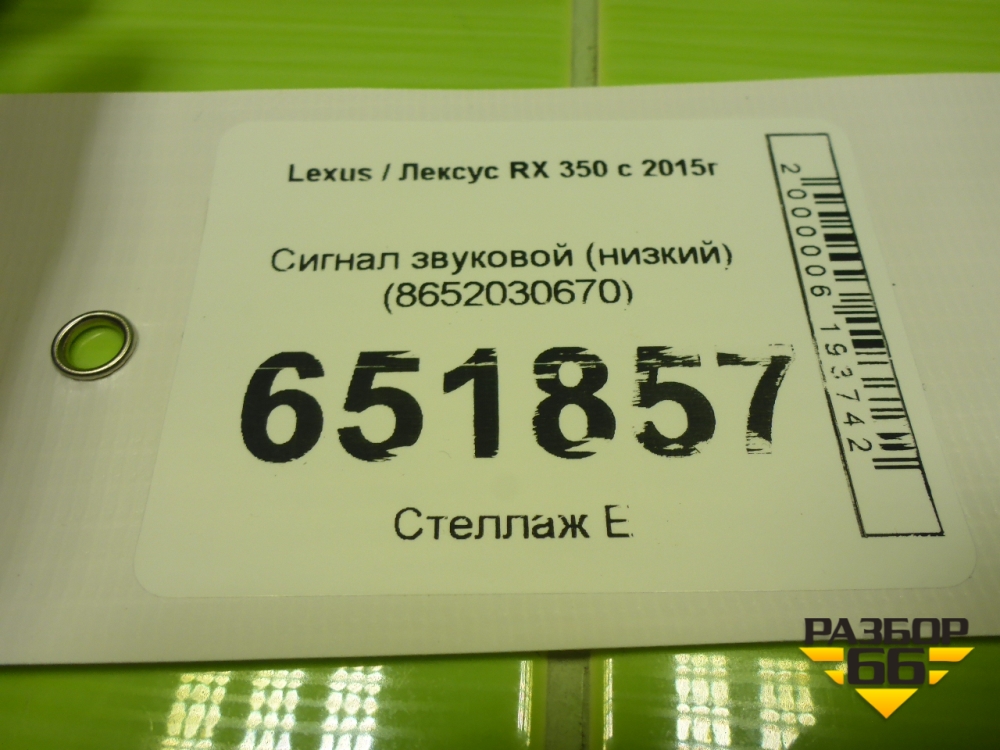 Lexus / Лексус RX 350 с 2015г
Сигнал звуковой (низкий)
(8652030670)
651857
Стеллаж Е
2000006193742
РАЗБОР
66